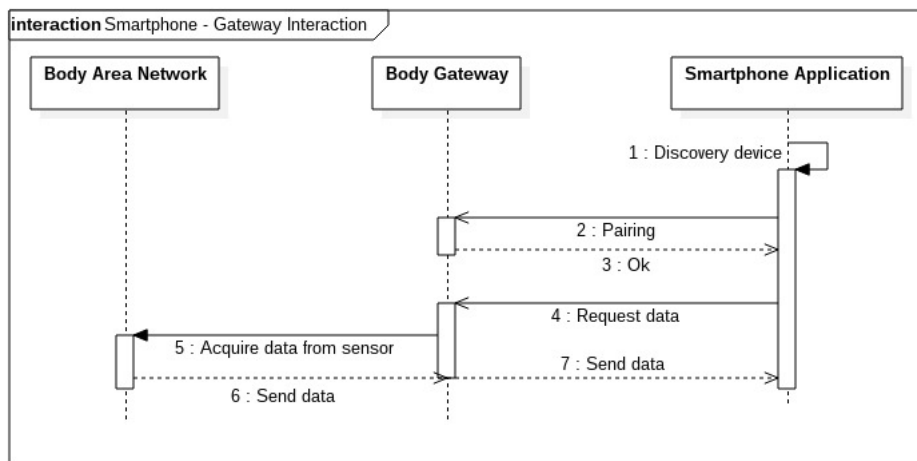 interaction Smartphone - Gateway Interaction
Body Area Network
Body Gateway
Smartphone Application
1 : Discovery device
2 : Pairing
3 : Ok
4 : Request data
5 : Acquire data from sensor
6 : Send data
7 : Send data